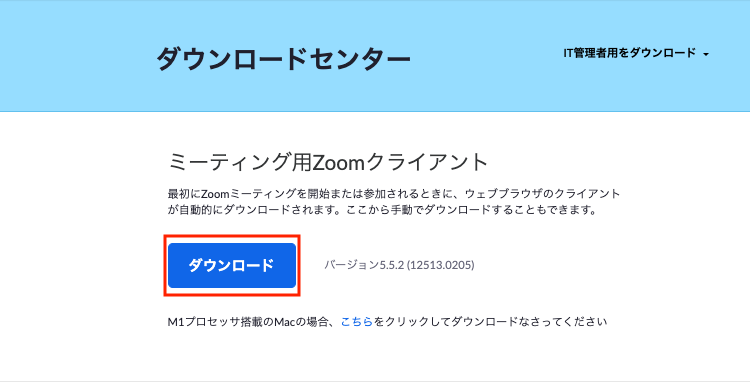 ダウンロードセンター
IT管理者用をダウンロード
ミーティング用Zoomクライアント
最初にZoomミーティングを開始または参加されるときに、ウェブブラウザのクライアント
が自動的にダウンロードされます。ここから手動でダウンロードすることもできます。
ダウンロード
バージョン5.5.2 (12513.0205)
M1プロセッサ搭載のMacの場合、こちらをクリックしてダウンロードなさってください